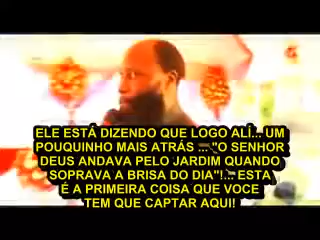 ELE ESTÁ DIZENDO QUE LOGO ALÍ... UM
POUQUINHO MAIS ATRÁS ... "O SENHOR
DEUS ANDAVA PELO JARDIM QUANDO
SOPRAVA A BRISA DO DIA"!... ESTA
É A PRIMEIRA COISA QUE VOCE
TEM QUE CAPTAR AQUI!